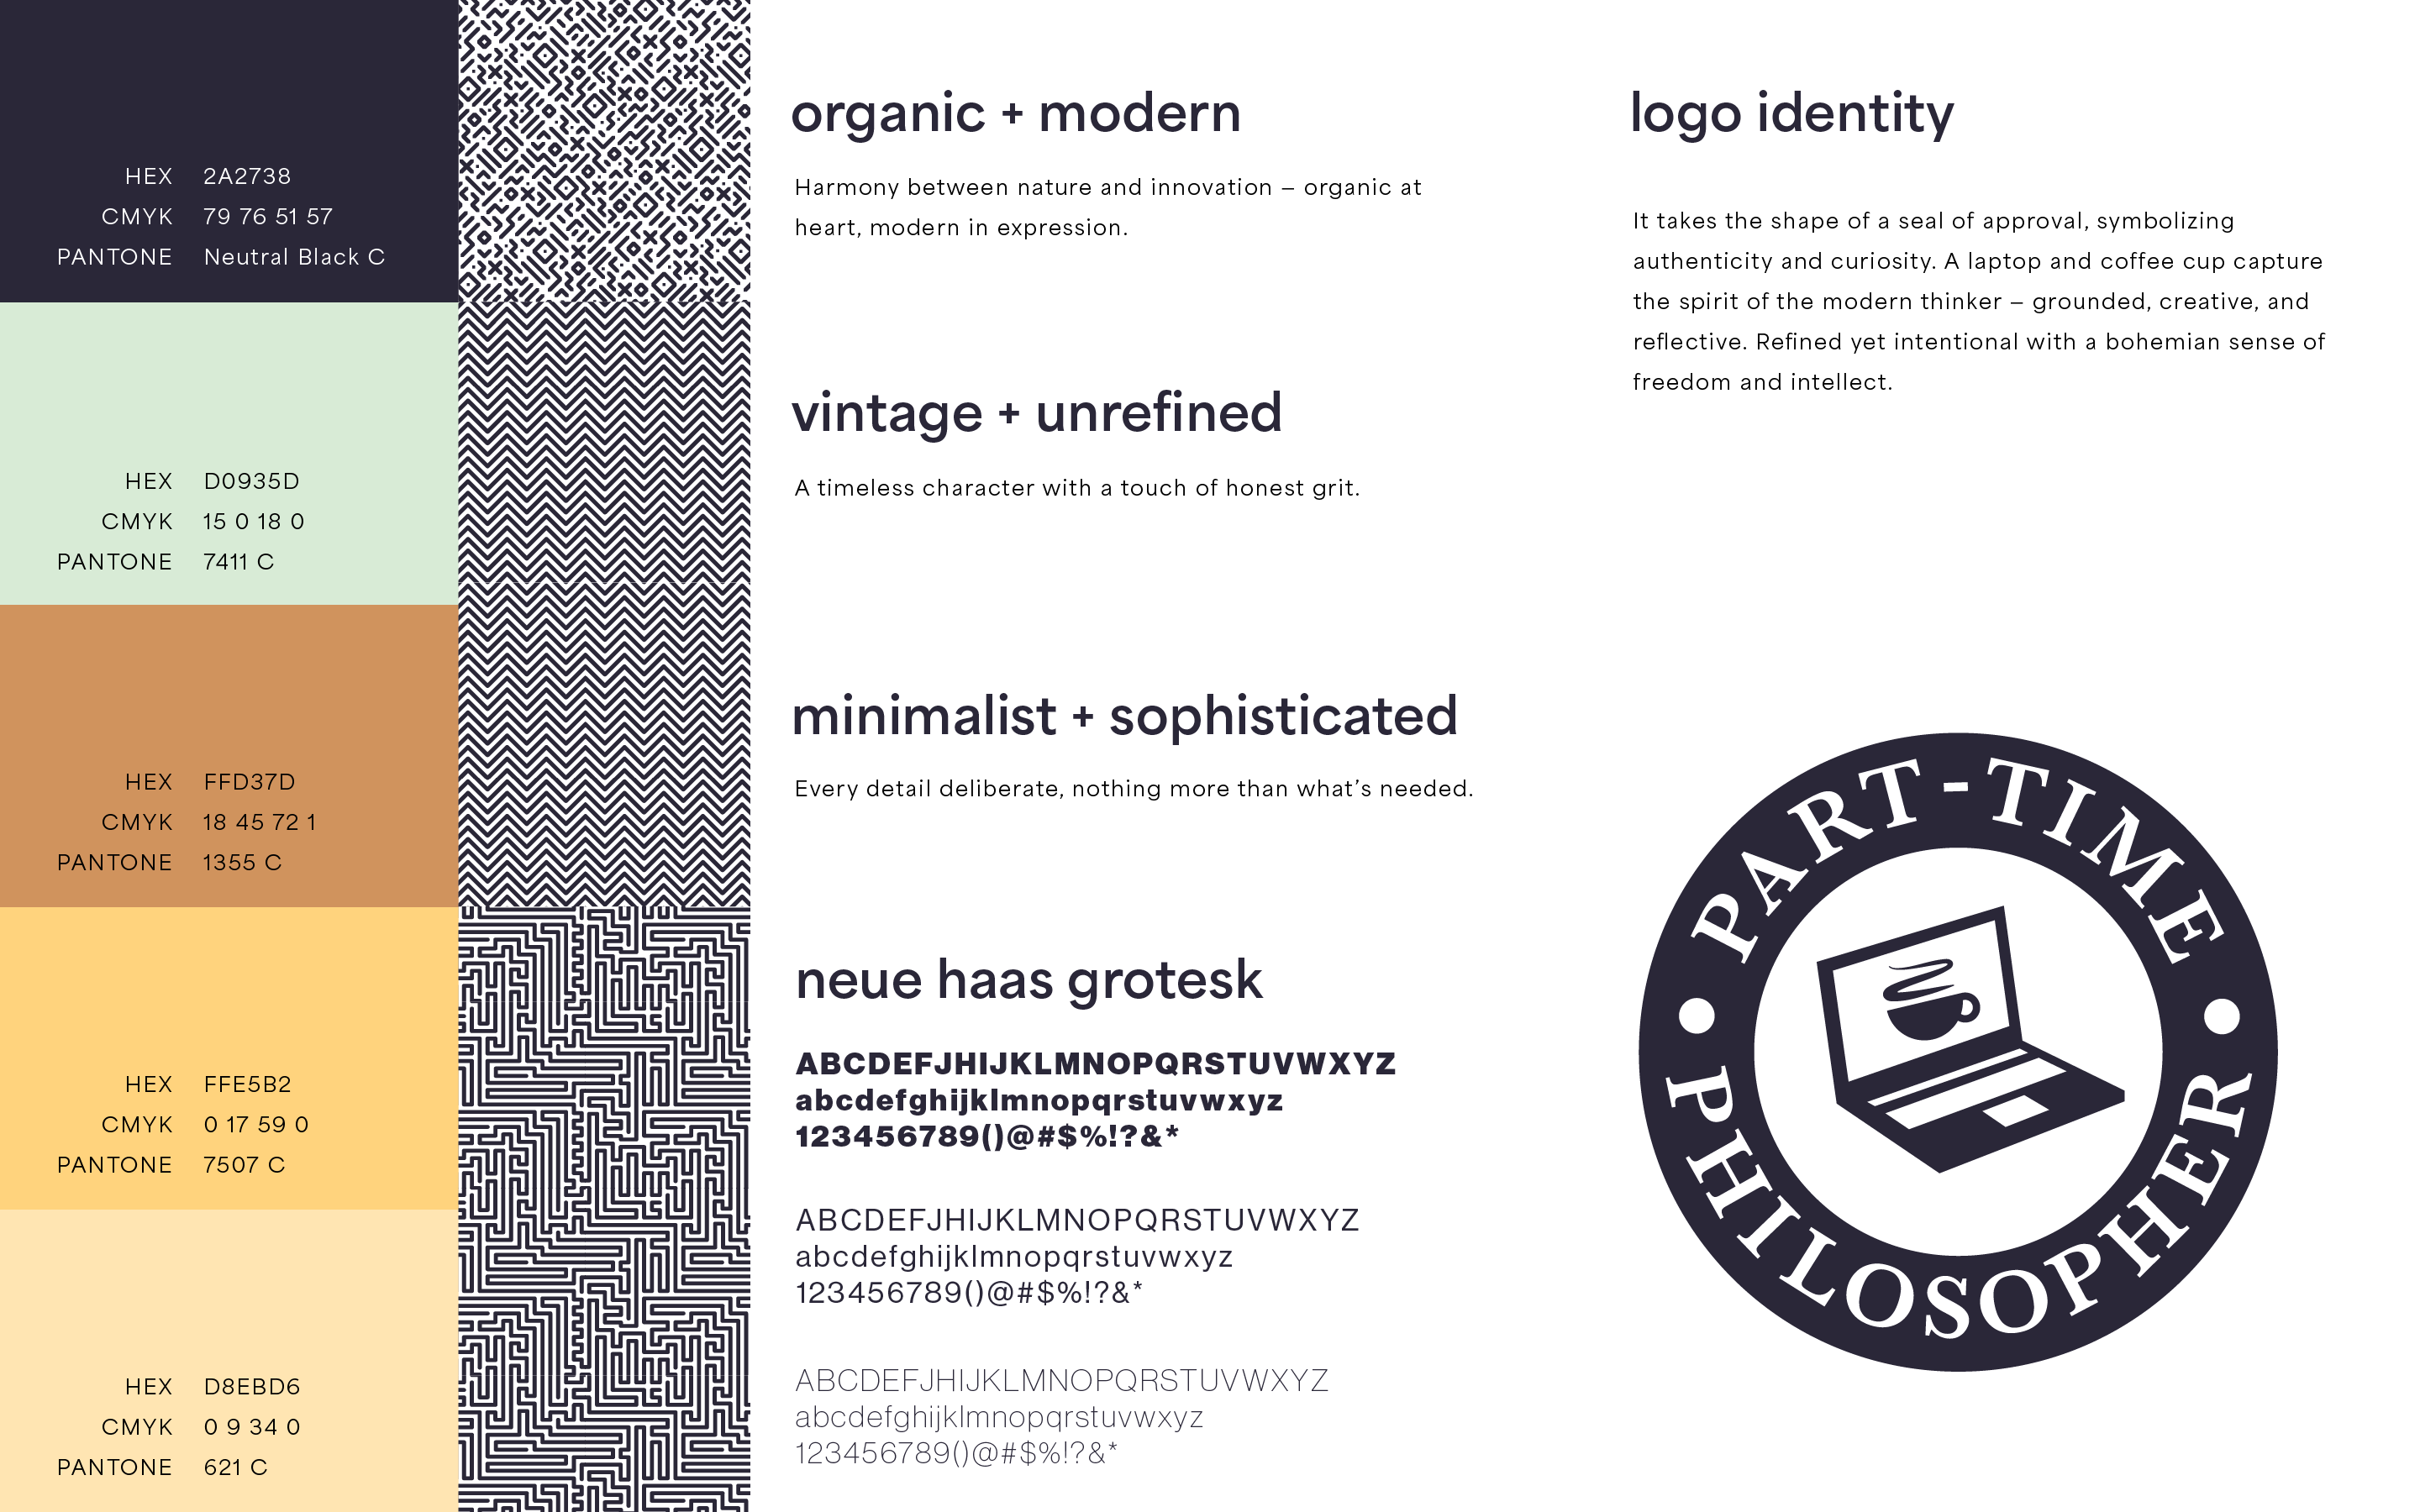 HEX 2A2738
CMYK 79 76 51 57
PANTONE Neutral Black C
HEX D0935D
CMYK 15 0 18 0
PANTONE 7411 C
HEX FFD37D
CMYK 18 45 72 1
PANTONE 1355 C
HEX FFE5B2
CMYK 0 17 59 0
PANTONE 7507 C
HEX D8EBD6
CMYK 0 9 34 0
PANTONE 621 C
organic + modern
Harmony between nature and innovation – organic at
heart, modern in expression.
vintage + unrefined
A timeless character with a touch of honest grit.
minimalist + sophisticated
Every detail deliberate, nothing more than what’s needed.
neue haas grotesk
ABCDEFJHIJKLMNOPQRSTUVWXYZ
abcdefghijklmnopqrstuvwxyz
123456789()@#$%!?&*
ABCDEFJHIJKLMNOPQRSTUVWXYZ
abcdefghijklmnopqrstuvwxyz
123456789()@#$%!?&*
ABCDEFJHIJKLMNOPQRSTUVWXYZ
abcdefghijklmnopqrstuvwxyz
123456789()@#$%!?&*
logo identity
It takes the shape of a seal of approval, symbolizing
authenticity and curiosity. A laptop and coffee cup capture
the spirit of the modern thinker – grounded, creative, and
reflective. Refined yet intentional with a bohemian sense of
freedom and intellect.
PART-TIME
PHILOSOPHER